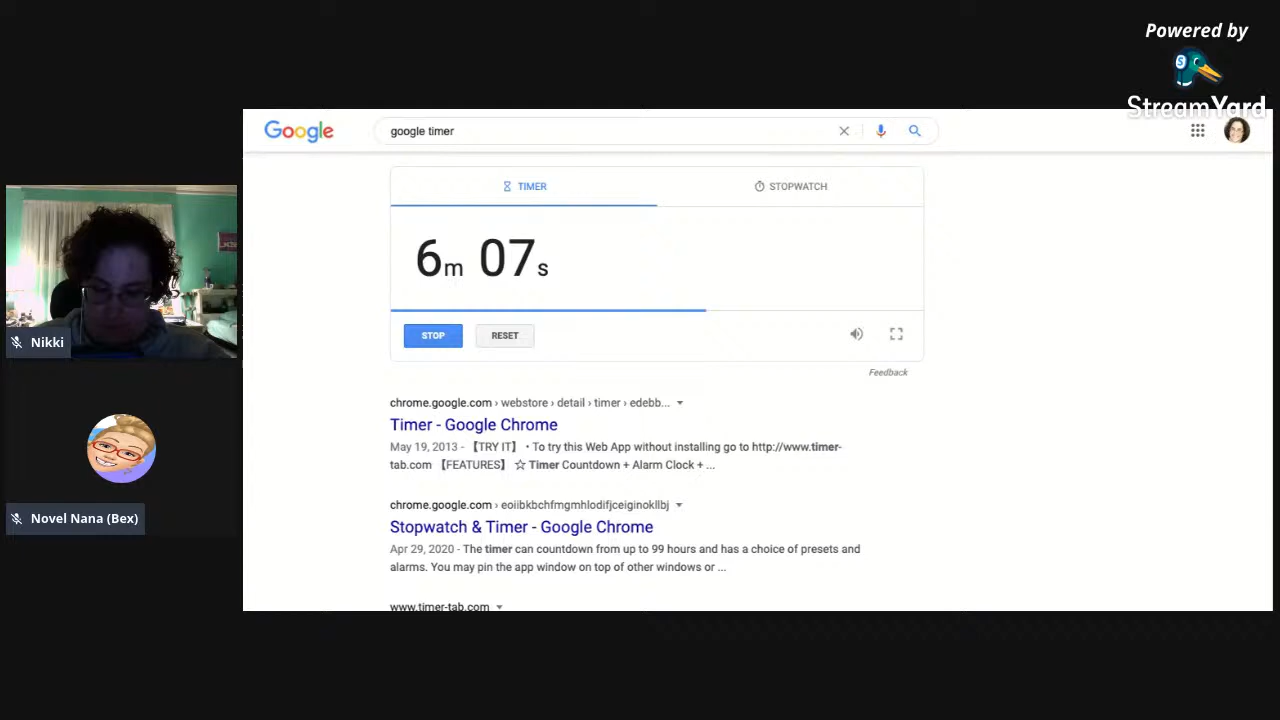 Powered by
StreamYard
Google
google timer
TIMER
STOPWATCH
6m 07s
STOP
RESET
Feedback
chrome.google.com › webstore › detail › timer › edebb...
Timer - Google Chrome
May 19, 2013 - 【TRY IT】 • To try this Web App without installing go to http://www.timer-
tab.com 【FEATURES】 ☆ Timer Countdown + Alarm Clock + ...
chrome.google.com › eoiibkbchfmgmhlodifjceiginokllbj
Stopwatch & Timer - Google Chrome
Apr 29, 2020 - The timer can countdown from up to 99 hours and has a choice of presets and
alarms. You may pin the app window on top of other windows or ...
www.timer-tab.com
Nikki
Novel Nana (Bex)